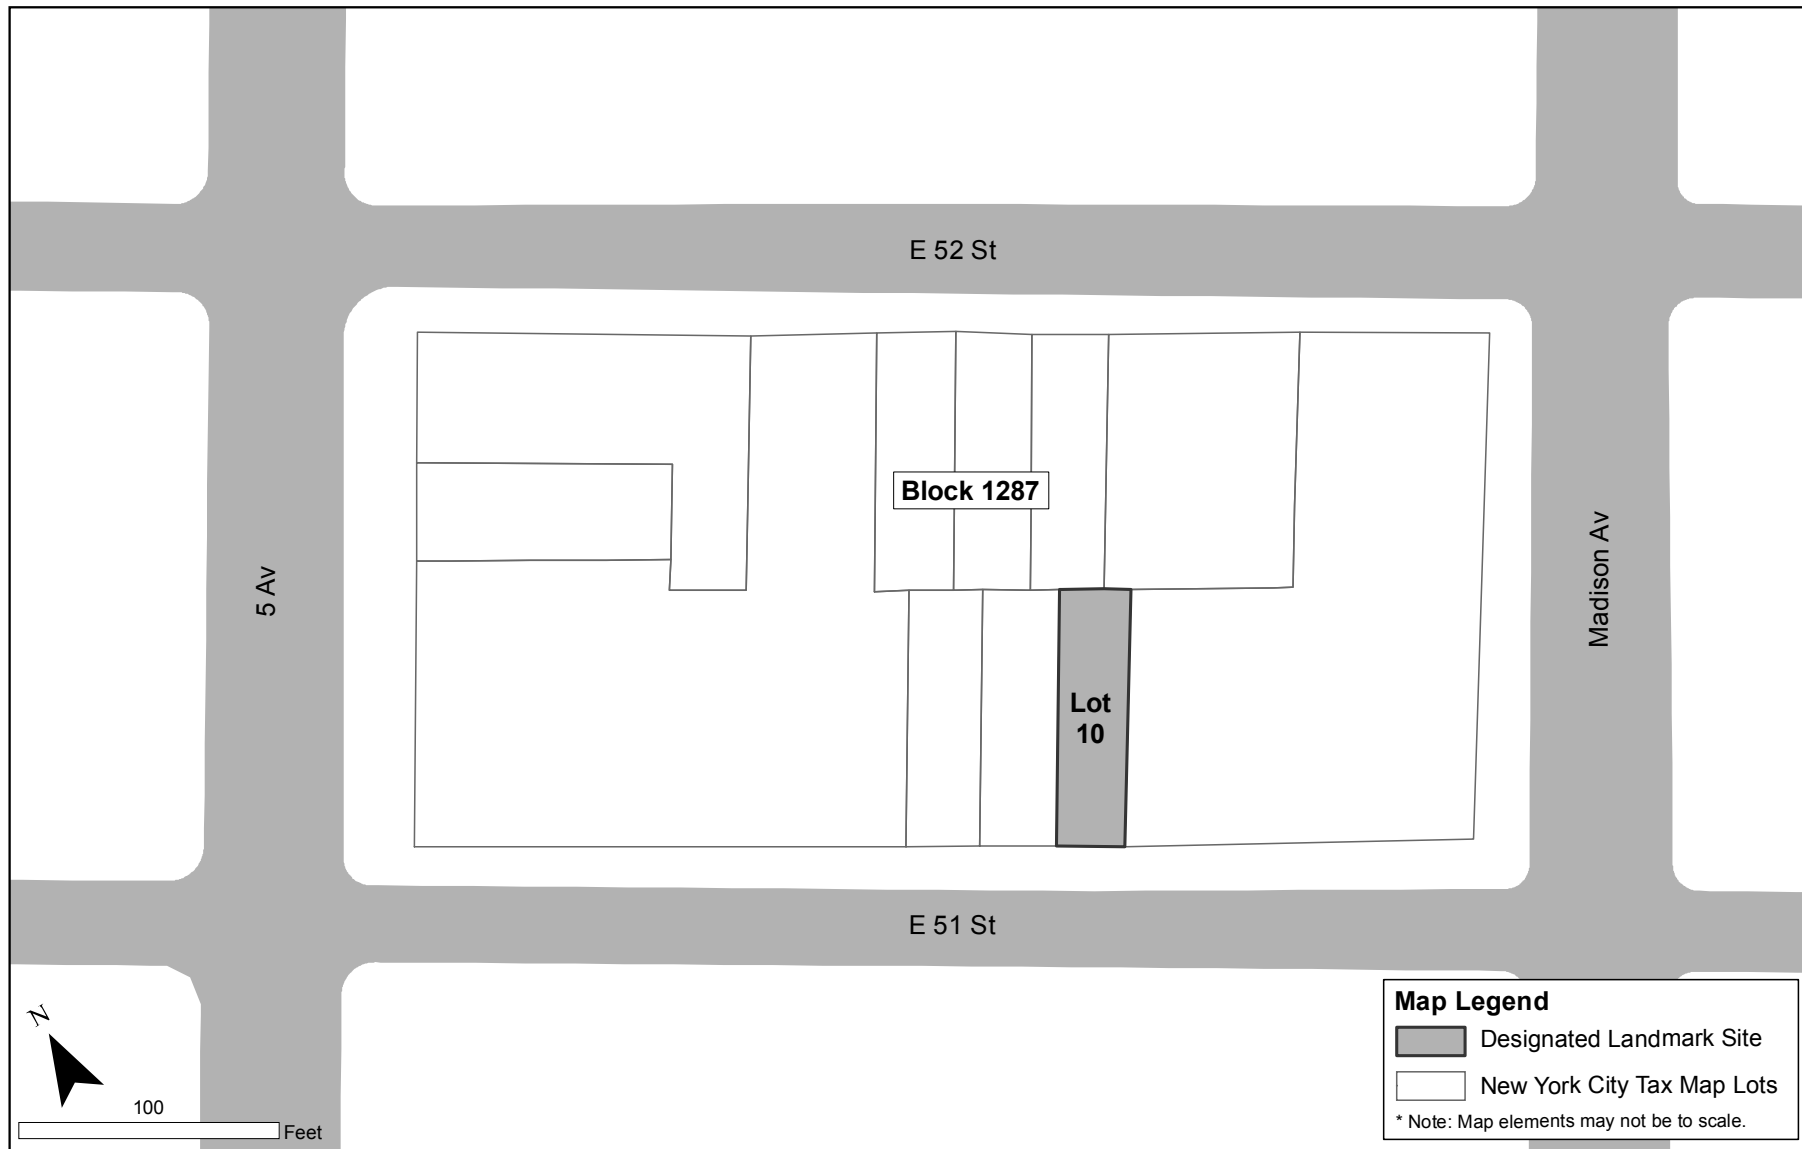 E 52 St
Block 1287
5 Av
Madison Av
Lot
10
E 51 St
N
100
Feet
Map Legend
Designated Landmark Site
New York City Tax Map Lots
* Note: Map elements may not be to scale.